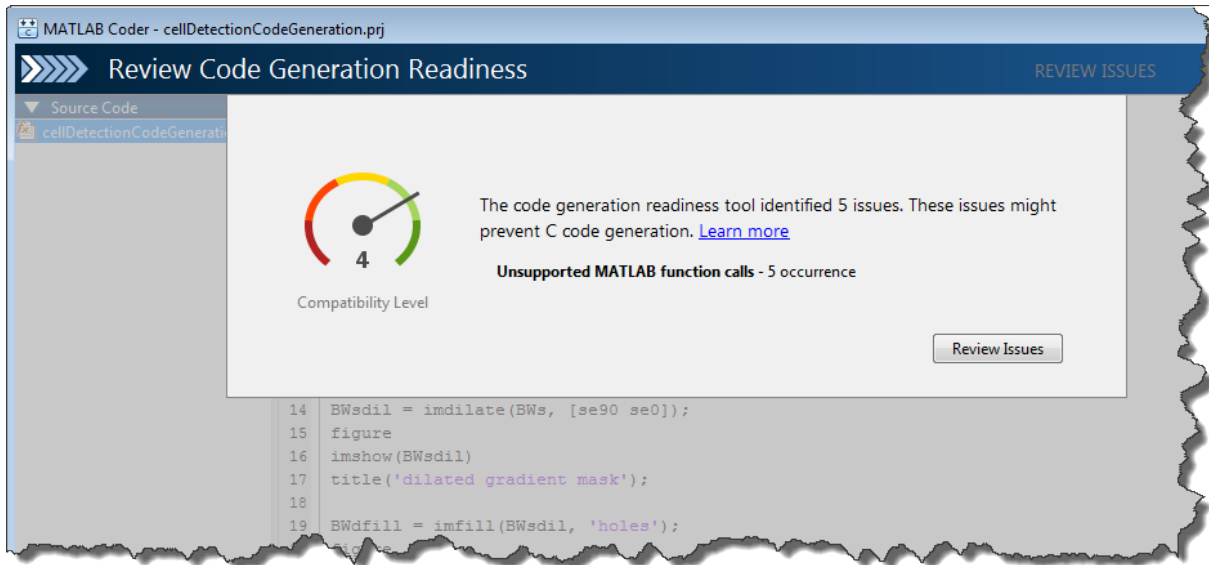 MATLAB Coder - cellDetectionCodeGeneration.prj
Review Code Generation Readiness
REVIEW ISSUES
Source Code
cellDetectionCodeGenerati
The code generation readiness tool identified 5 issues. These issues might
prevent C code generation. Learn more
4
Unsupported MATLAB function calls - 5 occurrence
Compatibility Level
Review Issues
14 BWsdil = imdilate(BWs, [se90 se0]);
15 figure
16 imshow(BWsdil)
17 title('dilated gradient mask');
18
19 BWdfill = imfill(BWsdil, 'holes');